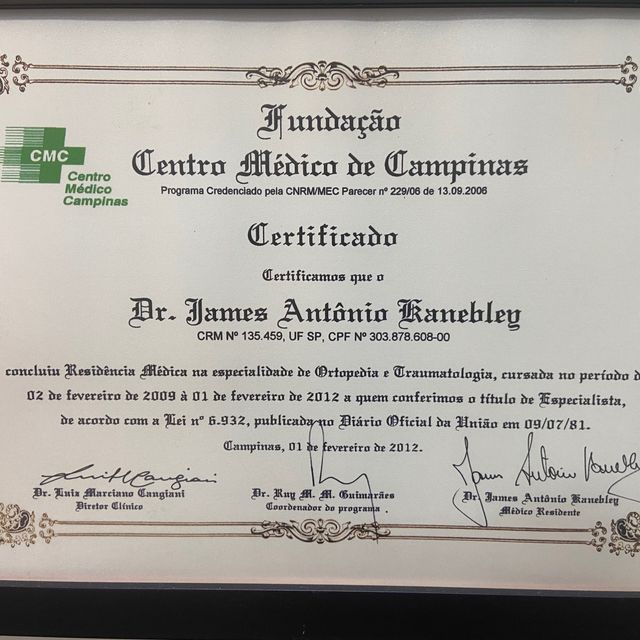 Fundação
CMC
Centro
Médico
Campinas
Centro Médico de Campinas
Programa Credenciado pela CNRM/MEC Parecer nº 229/06 de 13.09.2006
Certificado
Certificamos que o
Dr. James Antônio Kanebley
CRM Nº 135.459, UF SP, CPF Nº 303.878.608-00
concluiu Residência Médica na especialidade de Ortopedia e Traumatologia, cursada no período d
02 de fevereiro de 2009 à 01 de fevereiro de 2012 a quem conferimos o título de Especialista,
de acordo com a Lei nº 6.932, publicada no Diário Oficial da União em 09/07/81.
Campinas, 01 de fevereiro de 2012.
Dr. Luiz Marciano Cangiani
Diretor Clínico
Dr. Ruy M. M. Guimarães
Coordenador do programa
James Antônio Kanebley
Dr. James Antônio Kanebley
Médico Residente